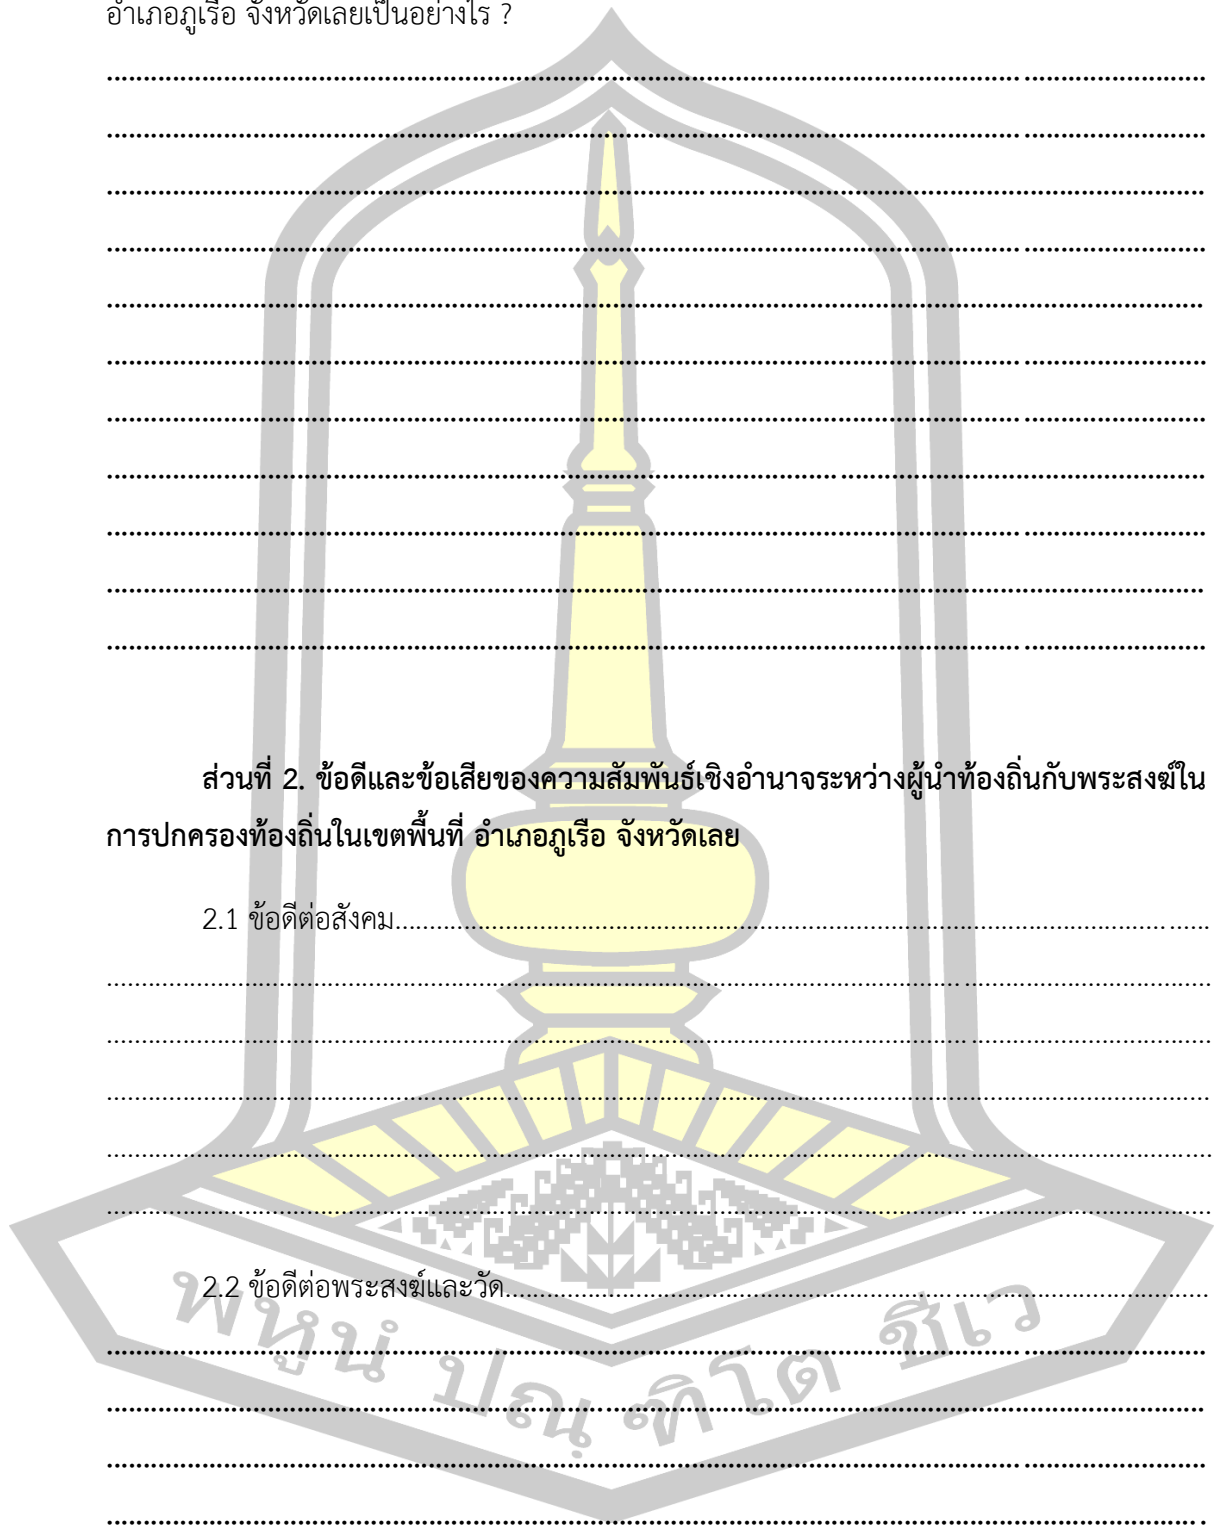 อำเภอภูเรือ จังหวัดเลยเป็นอย่างไร ?
ส่วนที่ 2. ข้อดีและข้อเสียของความสัมพันธ์เชิงอำนาจระหว่างผู้นำท้องถิ่นกับพระสงฆ์ใน
การปกครองท้องถิ่นในเขตพื้นที่ อำเภอภูเรือ จังหวัดเลย
2.1 ข้อดีต่อสังคม
2.2 ข้อดีต่อพระสงฆ์และวัด
พหูนํ ปณฺฑิโต ชีเว